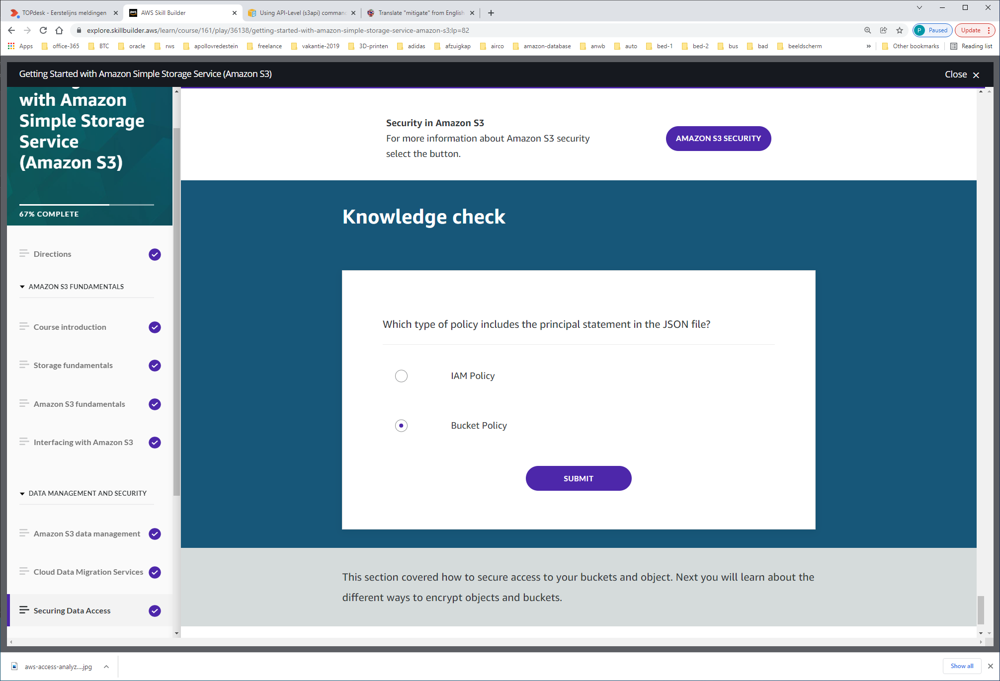 TOPdesk - Eerstelijns meldingen
AWS Skill Builder
Using API-Level (s3api) comman
Translate "mitigate" from English
explore.skillbuilder.aws/learn/course/161/play/36138/getting-started-with-amazon-simple-storage-service-amazon-s3;lp=82
P Paused
Update
Apps office-365 BTC oracle rws apollovredestein freelance vakantie-2019 3D-printen adidas afzuigkap airco amazon-database anwb auto bed-1 bed-2 bus bad beeldscherm » Other bookmarks Reading list
Getting Started with Amazon Simple Storage Service (Amazon S3)
Close
with Amazon
Simple Storage
Service
(Amazon S3)
67% COMPLETE
Directions
AMAZON S3 FUNDAMENTALS
Course introduction
Storage fundamentals
Amazon S3 fundamentals
Interfacing with Amazon S3
DATA MANAGEMENT AND SECURITY
Amazon S3 data management
Cloud Data Migration Services
Securing Data Access
Security in Amazon S3
For more information about Amazon S3 security
select the button.
AMAZON S3 SECURITY
Knowledge check
Which type of policy includes the principal statement in the JSON file?
IAM Policy
Bucket Policy
SUBMIT
This section covered how to secure access to your buckets and object. Next you will learn about the
different ways to encrypt objects and buckets.
aws-access-analyz....jpg
Show all